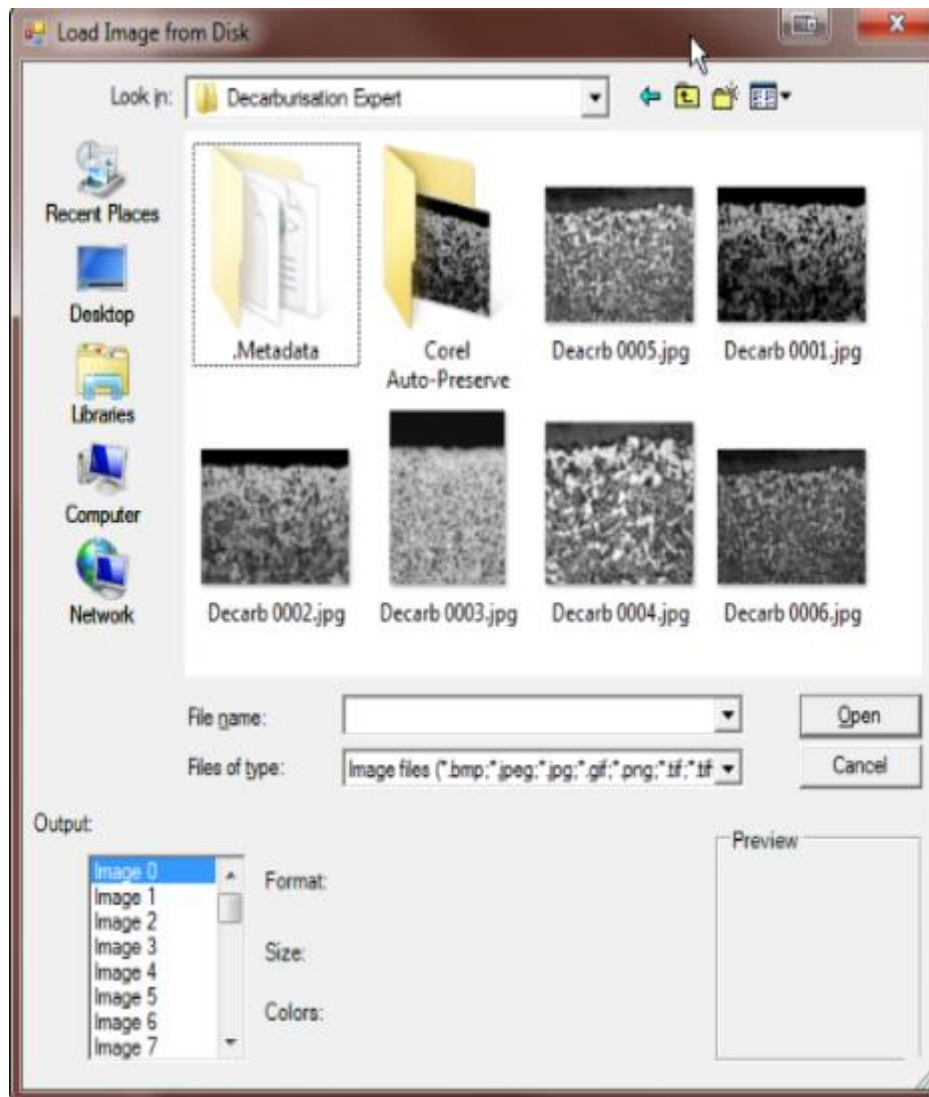 Load Image from Disk
Look in:
Decarburisation Expert
Recent Places
Desktop
Libraries
Computer
Network
.Metadata
Corel
Auto-Preserve
Deacrb 0005.jpg
Decarb 0001.jpg
Decarb 0002.jpg
Decarb 0003.jpg
Decarb 0004.jpg
Decarb 0006.jpg
File name:
Open
Files of type:
Image files (*.bmp;*.jpeg;*.jpg;*.gif;*.png;*.tif;*.tif
Cancel
Output:
Image 0
Image 1
Image 2
Image 3
Image 4
Image 5
Image 6
Image 7
Format:
Size:
Colors:
Preview